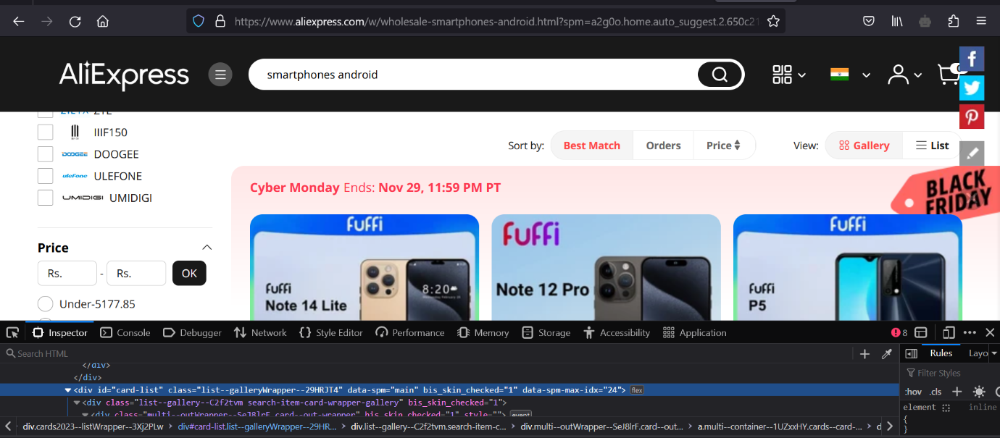 https://www.aliexpress.com/w/wholesale-smartphones-android.html?spm=a2g0o.home.auto_suggest.2.650c21
AliExpress
smartphones android
0
ZTE
IIIF150
DOOGEE DOOGEE
ulefone ULEFONE
UMIDIGI UMIDIGI
Sort by: Best Match Orders Price View: Gallery List
Cyber Monday Ends: Nov 29, 11:59 PM PT
BLACK
FRIDAY
Price
Rs. - Rs. OK
Under-5177.85
FUFFi
FUFFi
Note 14 Lite
8:20
FUFFi
Note 12 Pro
FUFFi
FUFFi
P5
Inspector Console Debugger Network Style Editor Performance Memory Storage Accessibility Application 8
Search HTML
Rules Layo
</div>
</div>
<div id="card-list" class="list--galleryWrapper--29HRJT4" data-spm="main" bis_skin_checked="1" data-spm-max-idx="24"> flex
<div class="list--gallery--C2f2tvm search-item-card-wrapper-gallery" bis_skin_checked="1">
<div class="multi--outWrapper--SeJ8lrF card--out-wrapper" bis_skin_checked="1" style=""> event
Filter Styles
:hov .cls
element inline
{
}
div.cards2023--listWrapper--3Xj2PLw div#card-list.list--galleryWrapper--29HR... div.list--gallery--C2f2tvm.search-item-c... div.multi--outWrapper--SeJ8lrF.card--out... a.multi--container--1UZxxHY.cards--card-... d